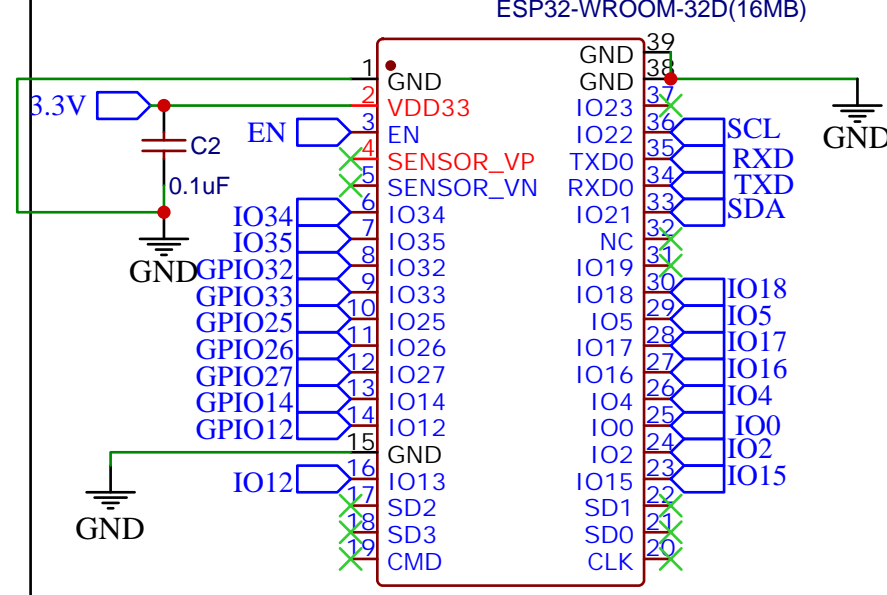 ESP32-WROOM-32D(16MB)
1 GND GND 39
GND 38 GND
3.3V 2 VDD33 IO23 37
EN 3 EN IO22 36 SCL
C2 4 SENSOR_VP TXD0 35 RXD
0.1uF 5 SENSOR_VN RXD0 34 TXD
IO34 6 IO34 IO21 33 SDA
IO35 7 IO35 NC 32
GND GPIO32 8 IO32 IO19 31
GPIO33 9 IO33 IO18 30 IO18
GPIO25 10 IO25 IO5 29 IO5
GPIO26 11 IO26 IO17 28 IO17
GPIO27 12 IO27 IO16 27 IO16
GPIO14 13 IO14 IO4 26 IO4
GPIO12 14 IO12 IO0 25 IO0
15 GND IO2 24 IO2
IO12 16 IO13 IO15 23 IO15
GND 17 SD2 SD1 22
18 SD3 SD0 21
19 CMD CLK 20